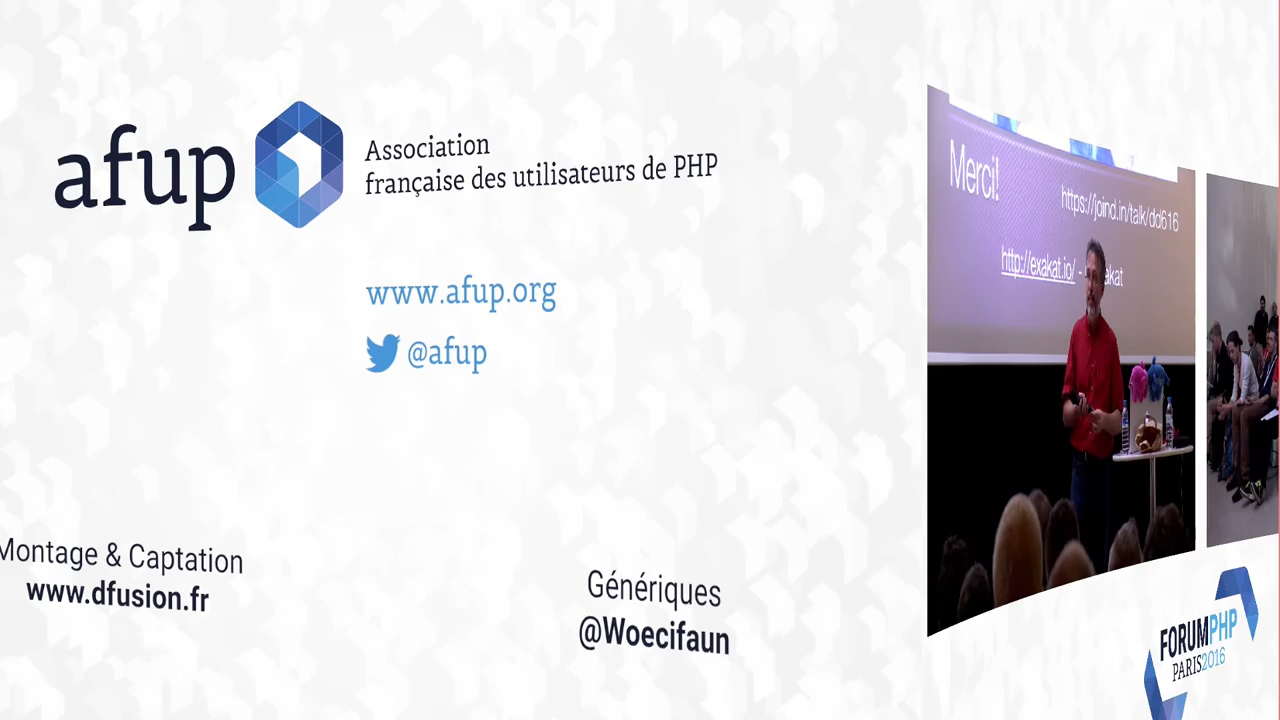 afup
Association
française des utilisateurs de PHP
www.afup.org
@afup
Merci!
https://joind.in/talk/dd616
http://exakat.io/ -
Montage & Captation
www.dfusion.fr
Génériques
@Woecifaun
FORUMPHP
PARIS2016